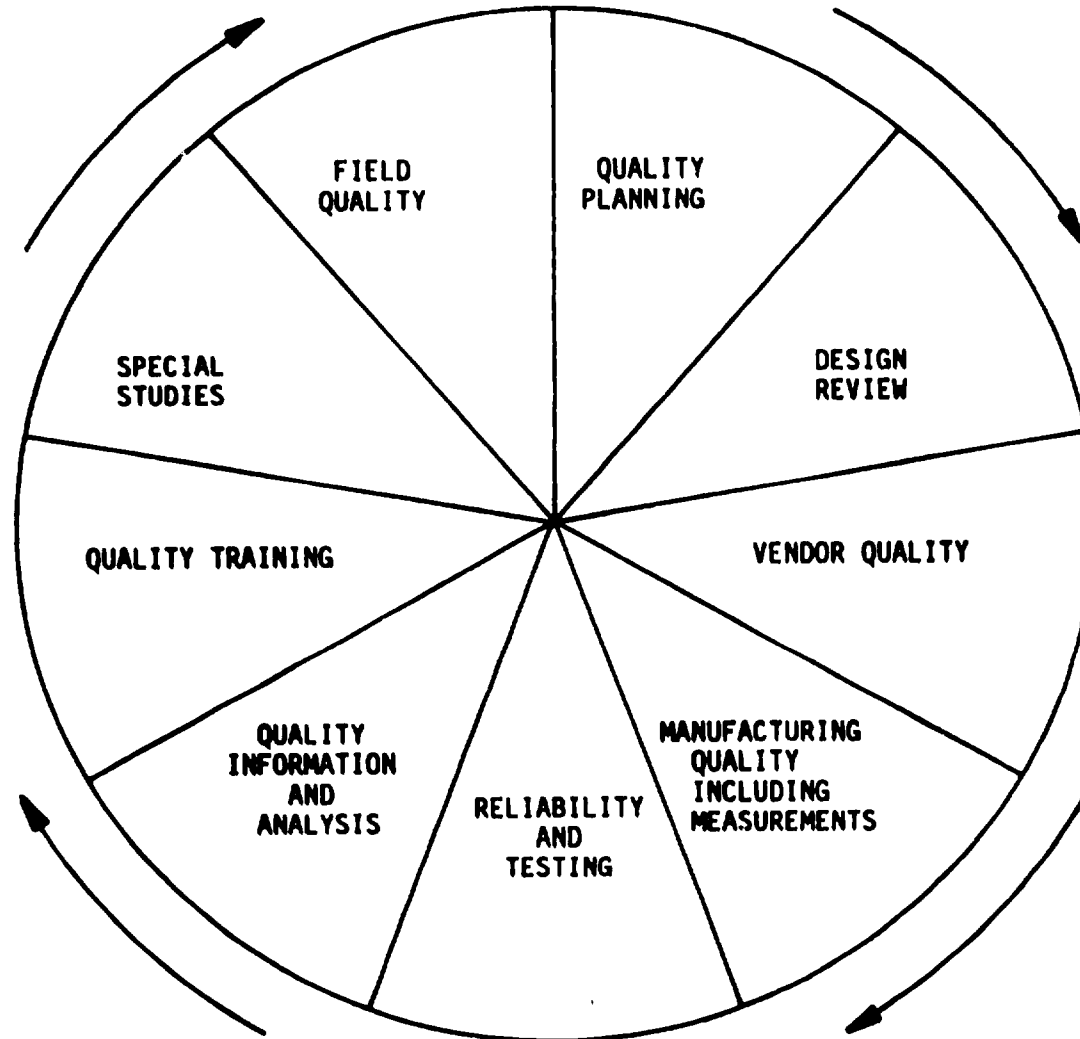 FIELD
QUALITY
QUALITY
PLANNING
DESIGN
REVIEW
VENDOR QUALITY
MANUFACTURING
QUALITY
INCLUDING
MEASUREMENTS
RELIABILITY
AND
TESTING
QUALITY
INFORMATION
AND
ANALYSIS
QUALITY TRAINING
SPECIAL
STUDIES